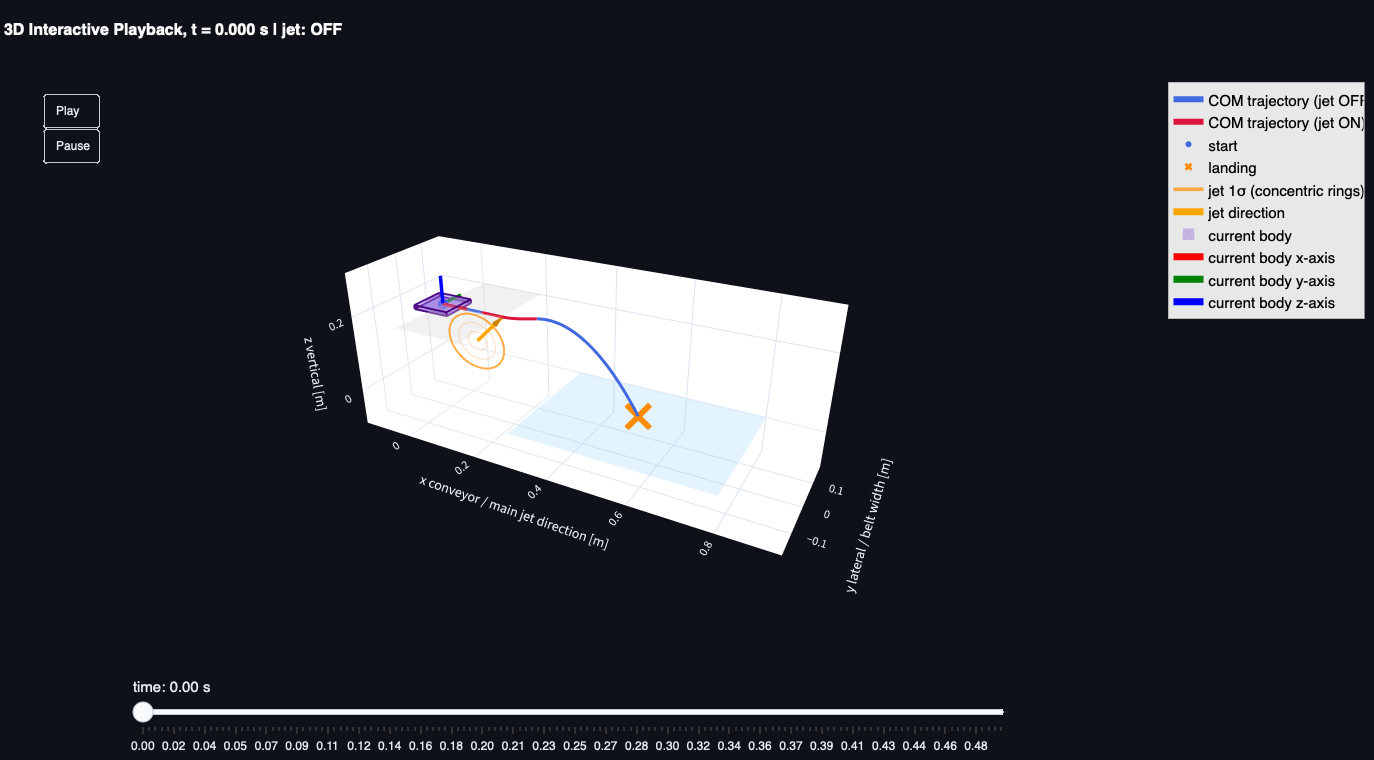 3D Interactive Playback, t = 0.000 s | jet: OFF
Play
Pause
COM trajectory (jet OFF
COM trajectory (jet ON)
start
landing
jet 1σ (concentric rings)
jet direction
current body
current body x-axis
current body y-axis
current body z-axis
z vertical [m]
0.2
0
x conveyor / main jet direction [m]
0
0.2
0.4
0.6
0.8
y lateral / belt width [m]
0.1
0
−0.1
time: 0.00 s
0.00 0.02 0.04 0.05 0.07 0.09 0.11 0.12 0.14 0.16 0.18 0.20 0.21 0.23 0.25 0.27 0.28 0.30 0.32 0.34 0.36 0.37 0.39 0.41 0.43 0.44 0.46 0.48